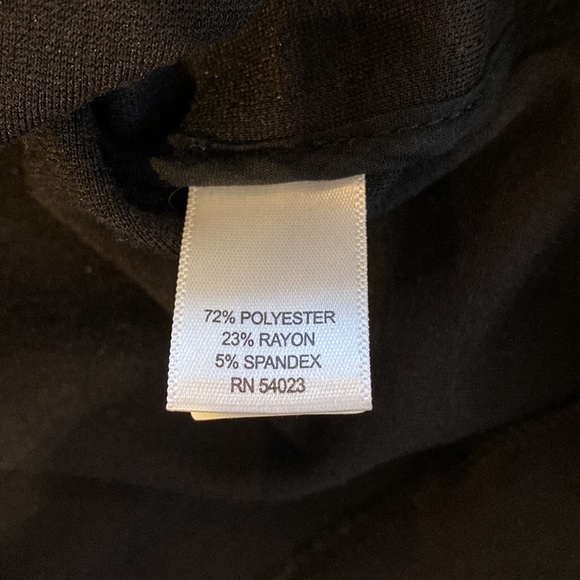 72% POLYESTER
23% RAYON
5% SPANDEX
RN 54023